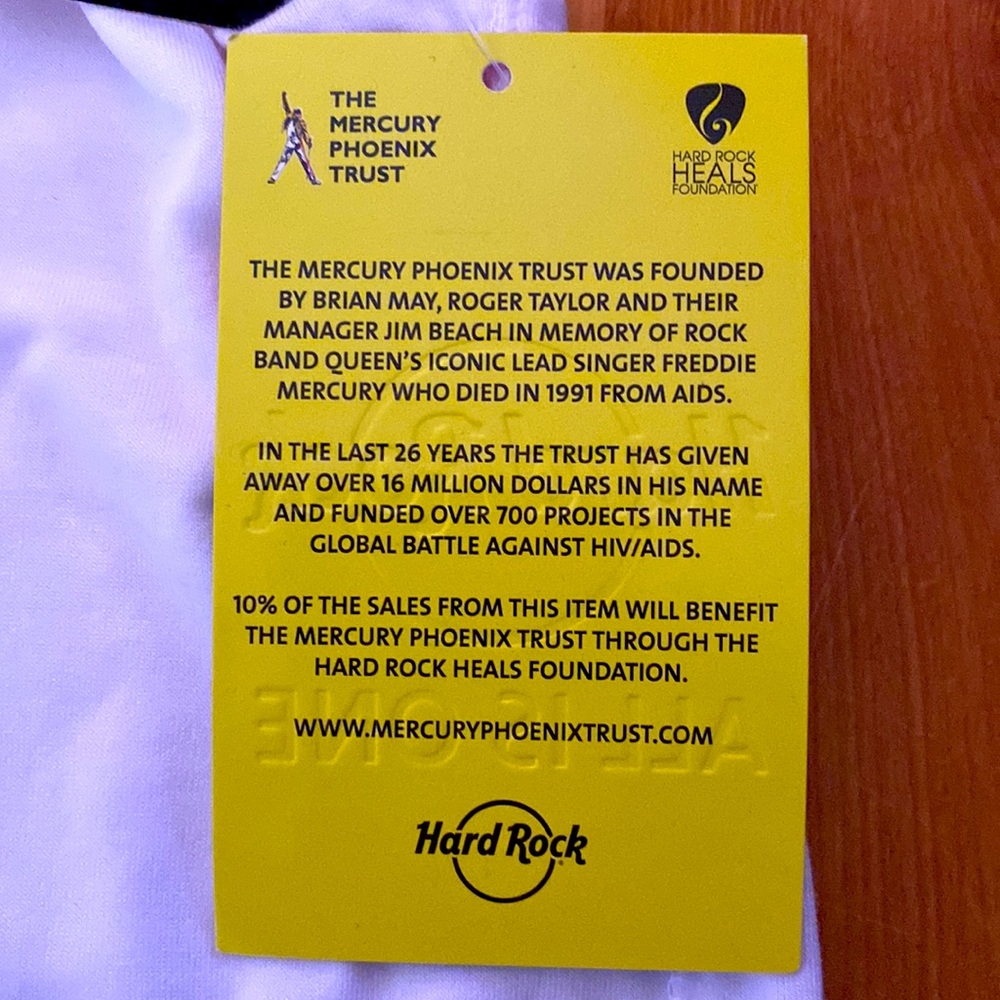 THE
MERCURY
PHOENIX
TRUST
HARD ROCK
HEALS
FOUNDATION
THE MERCURY PHOENIX TRUST WAS FOUNDED
BY BRIAN MAY, ROGER TAYLOR AND THEIR
MANAGER JIM BEACH IN MEMORY OF ROCK
BAND QUEEN'S ICONIC LEAD SINGER FREDDIE
MERCURY WHO DIED IN 1991 FROM AIDS.
IN THE LAST 26 YEARS THE TRUST HAS GIVEN
AWAY OVER 16 MILLION DOLLARS IN HIS NAME
AND FUNDED OVER 700 PROJECTS IN THE
GLOBAL BATTLE AGAINST HIV/AIDS.
10% OF THE SALES FROM THIS ITEM WILL BENEFIT
THE MERCURY PHOENIX TRUST THROUGH THE
HARD ROCK HEALS FOUNDATION.
WWW.MERCURYPHOENIXTRUST.COM
ALL IS ONE
Hard Rock